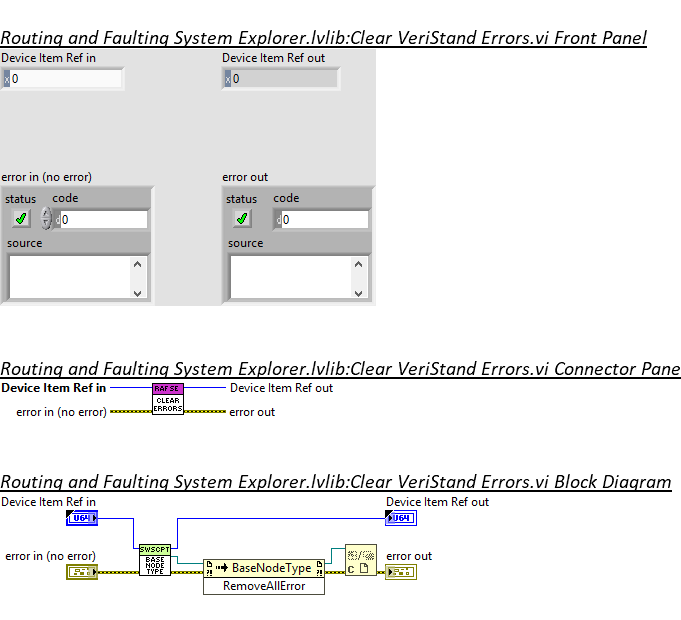 Routing and Faulting System Explorer.lvlib:Clear VeriStand Errors.vi Front Panel
Device Item Ref in
Device Item Ref out
x 0
x 0
error in (no error)
error out
status code
status code
d 0
d 0
source
source
Routing and Faulting System Explorer.lvlib:Clear VeriStand Errors.vi Connector Pane
Device Item Ref in
RAFSE
Device Item Ref out
error in (no error)
CLEAR
ERRORS
error out
Routing and Faulting System Explorer.lvlib:Clear VeriStand Errors.vi Block Diagram
Device Item Ref in
Device Item Ref out
U64
U64
error in (no error)
SWSCPT
BASE
NODE
TYPE
BaseNodeType
RemoveAllError
C
error out